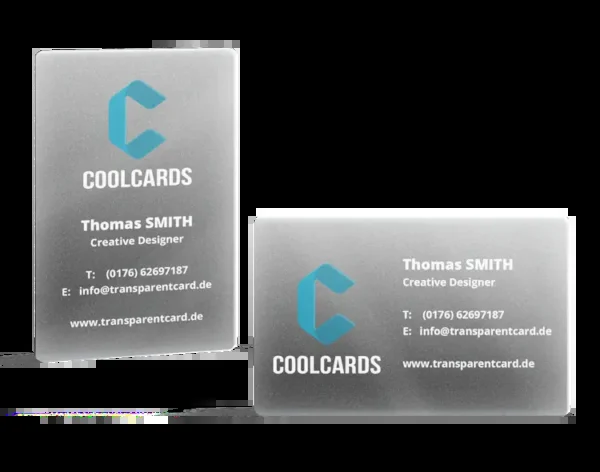 COOLCARDS
Thomas SMITH
Creative Designer
T: (0176) 62697187
E: info@transparentcard.de
www.transparentcard.de
COOLCARDS
Thomas SMITH
Creative Designer
T: (0176) 62697187
E: info@transparentcard.de
www.transparentcard.de